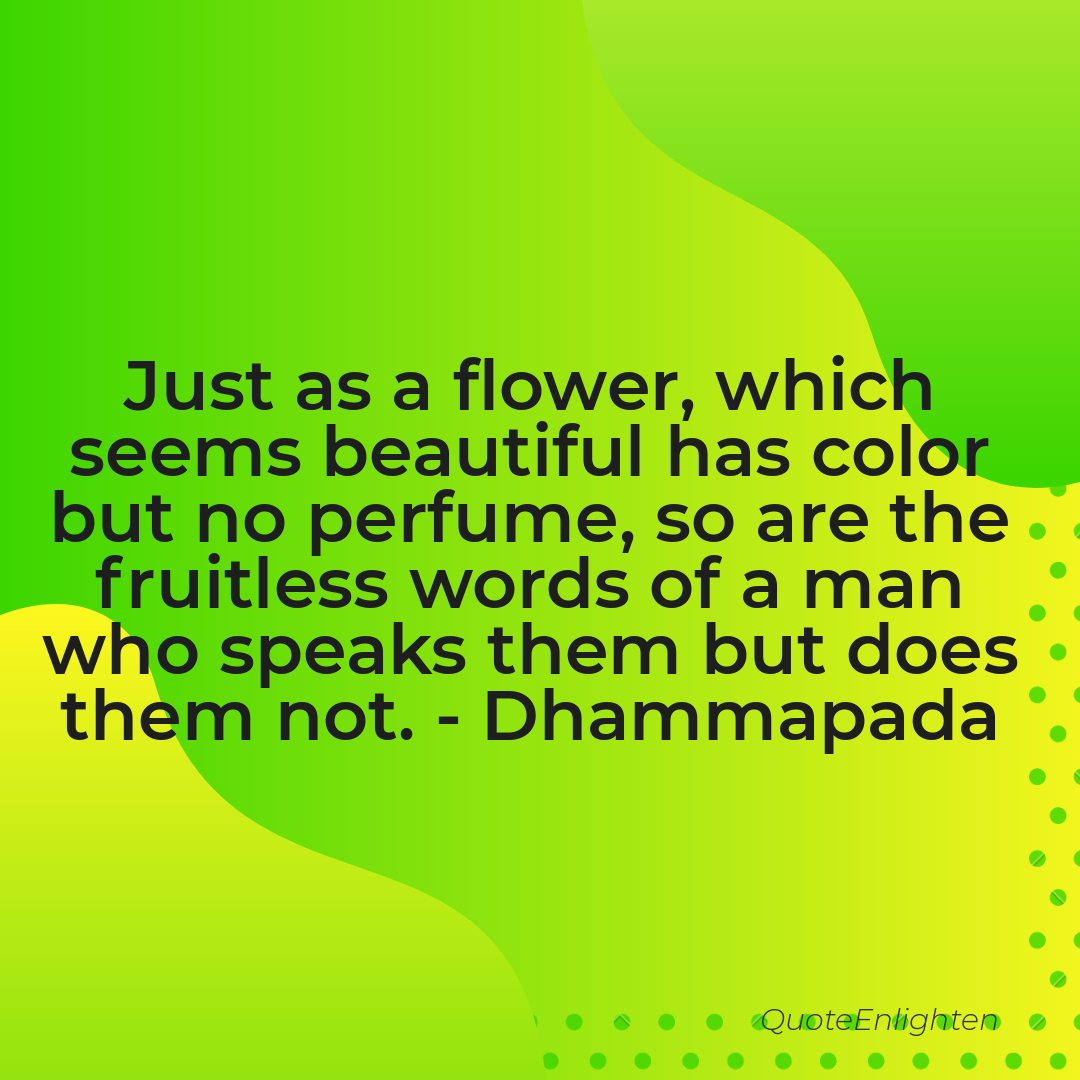 Just as a flower, which
seems beautiful has color
but no perfume, so are the
fruitless words of a man
who speaks them but does
them not. - Dhammapada
QuoteEnlighten